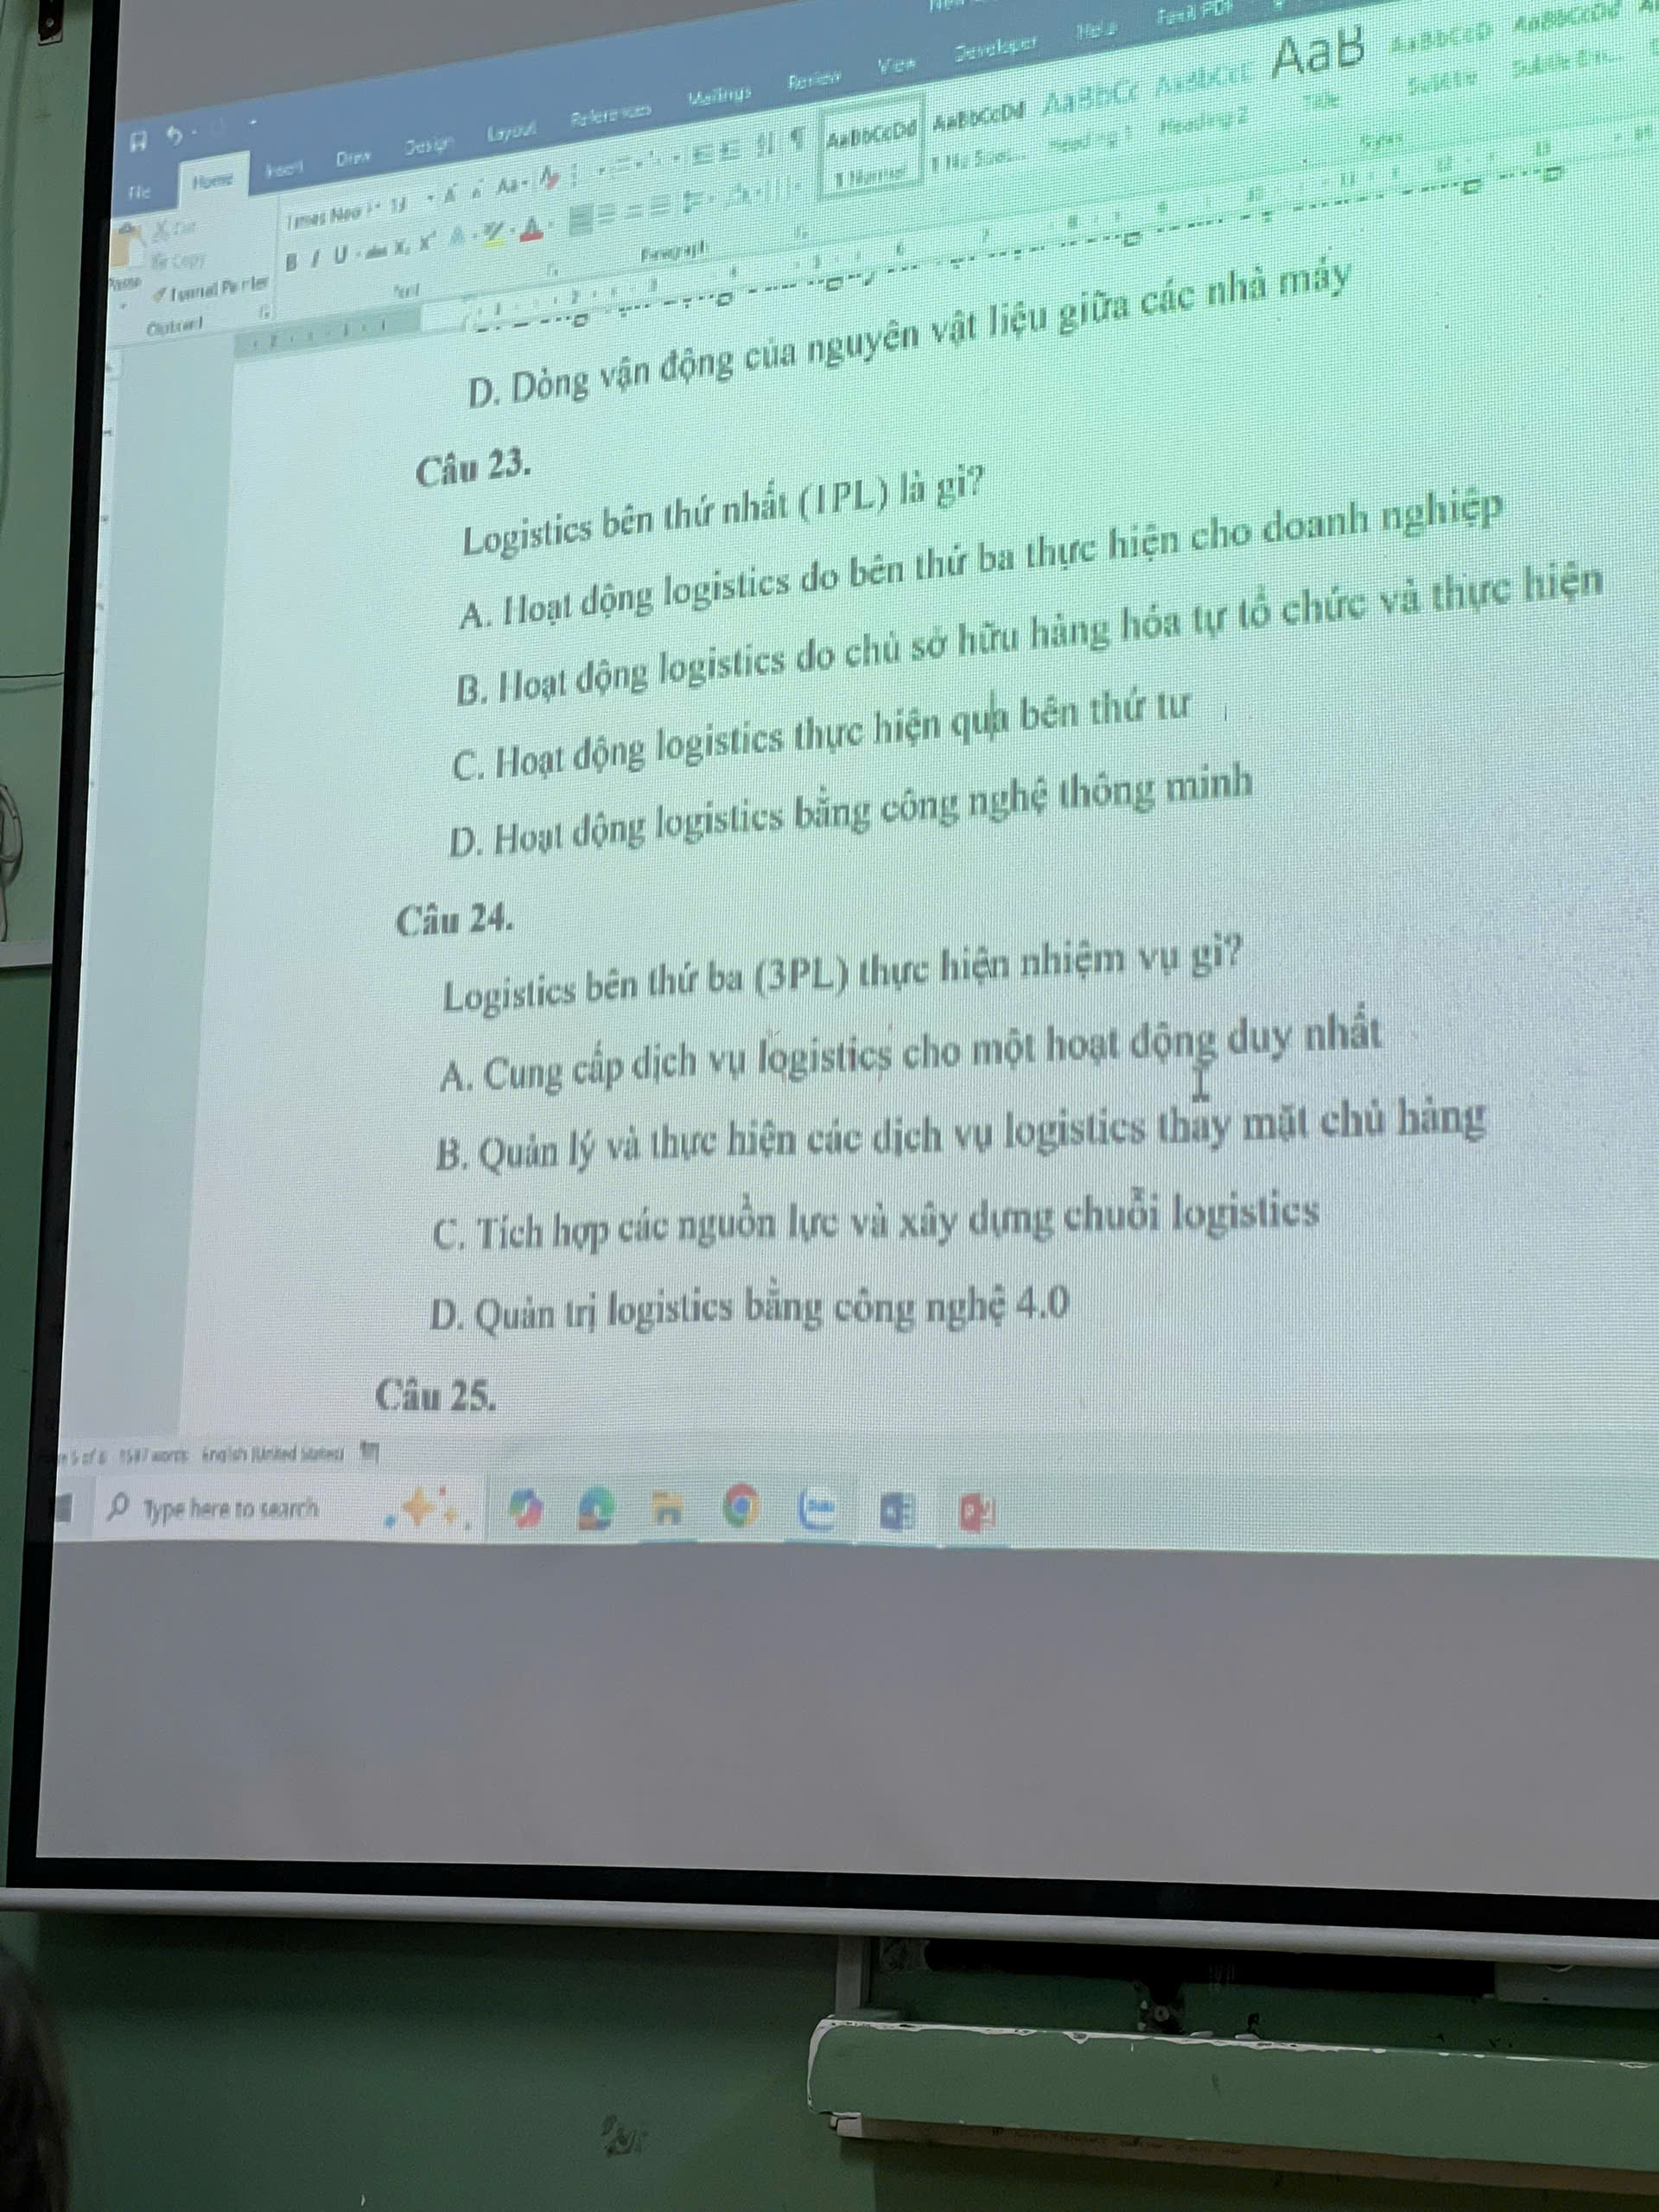 File Home Insert Draw Design Layout References Mailings Review View Developer Help Foxit PDF
Cut
Copy
Format Painter
Times New 13 Aa
B I U abc X₂ X² A
Paragraph
AaBbCcDd AaBbCcDd AaBbCc AaBbCcE AaB AaBbCcD AaBbCcDd
¶ Normal ¶ No Spac... Heading 1 Heading 2 Title Subtitle Subtle Em...
Styles
D. Dòng vận động của nguyên vật liệu giữa các nhà máy
Câu 23.
Logistics bên thứ nhất (1PL) là gì?
A. Hoạt động logistics do bên thứ ba thực hiện cho doanh nghiệp
B. Hoạt động logistics do chủ sở hữu hàng hóa tự tổ chức và thực hiện
C. Hoạt động logistics thực hiện qua bên thứ tư
D. Hoạt động logistics bằng công nghệ thông minh
Câu 24.
Logistics bên thứ ba (3PL) thực hiện nhiệm vụ gì?
A. Cung cấp dịch vụ logistics cho một hoạt động duy nhất
B. Quản lý và thực hiện các dịch vụ logistics thay mặt chủ hàng
C. Tích hợp các nguồn lực và xây dựng chuỗi logistics
D. Quản trị logistics bằng công nghệ 4.0
Câu 25.
5 of 6 words English (United States)
Type here to search